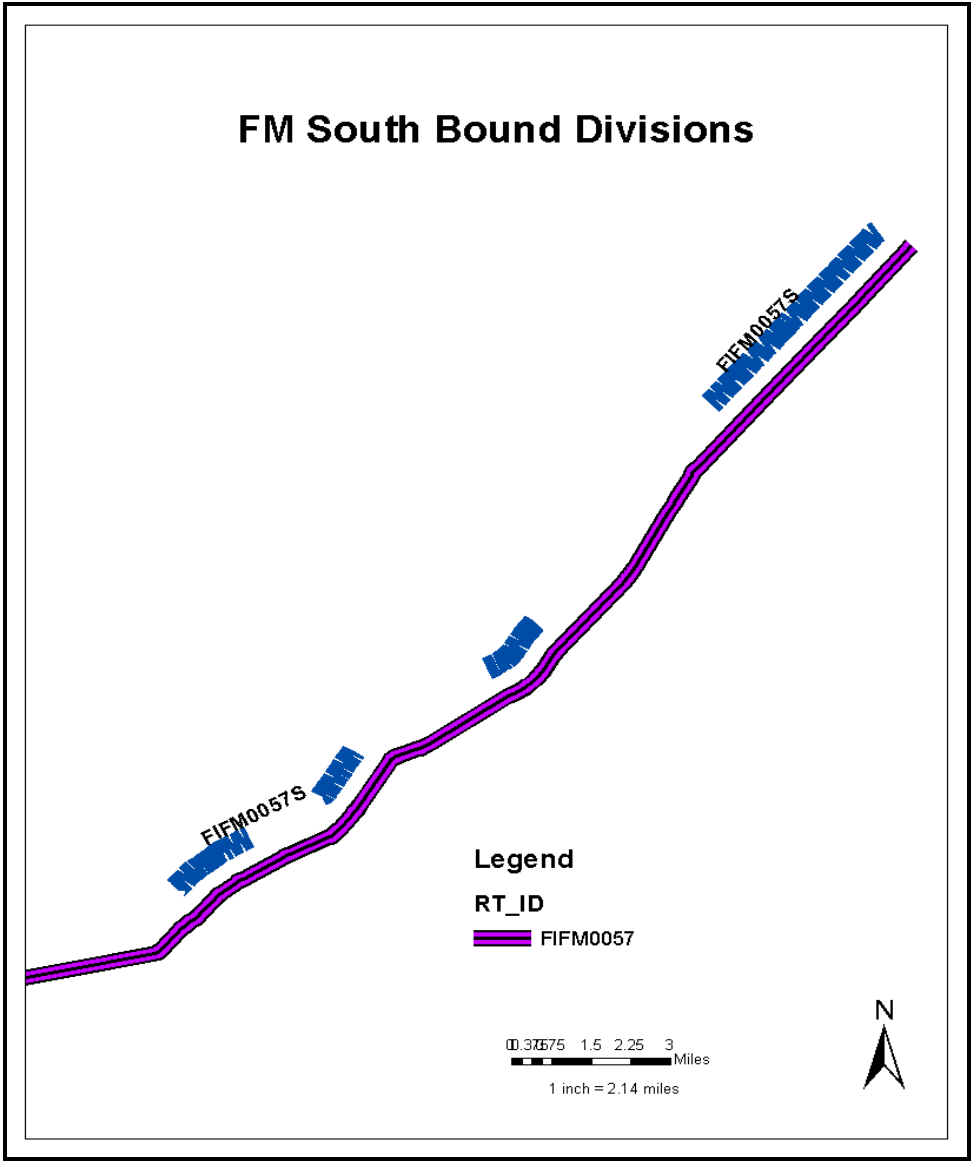 FM South Bound Divisions
FIFM0057S
FIFM0057S
Legend
RT_ID
FIFM0057
N
1.5 2.25 3
Miles
1 inch = 2.14 miles